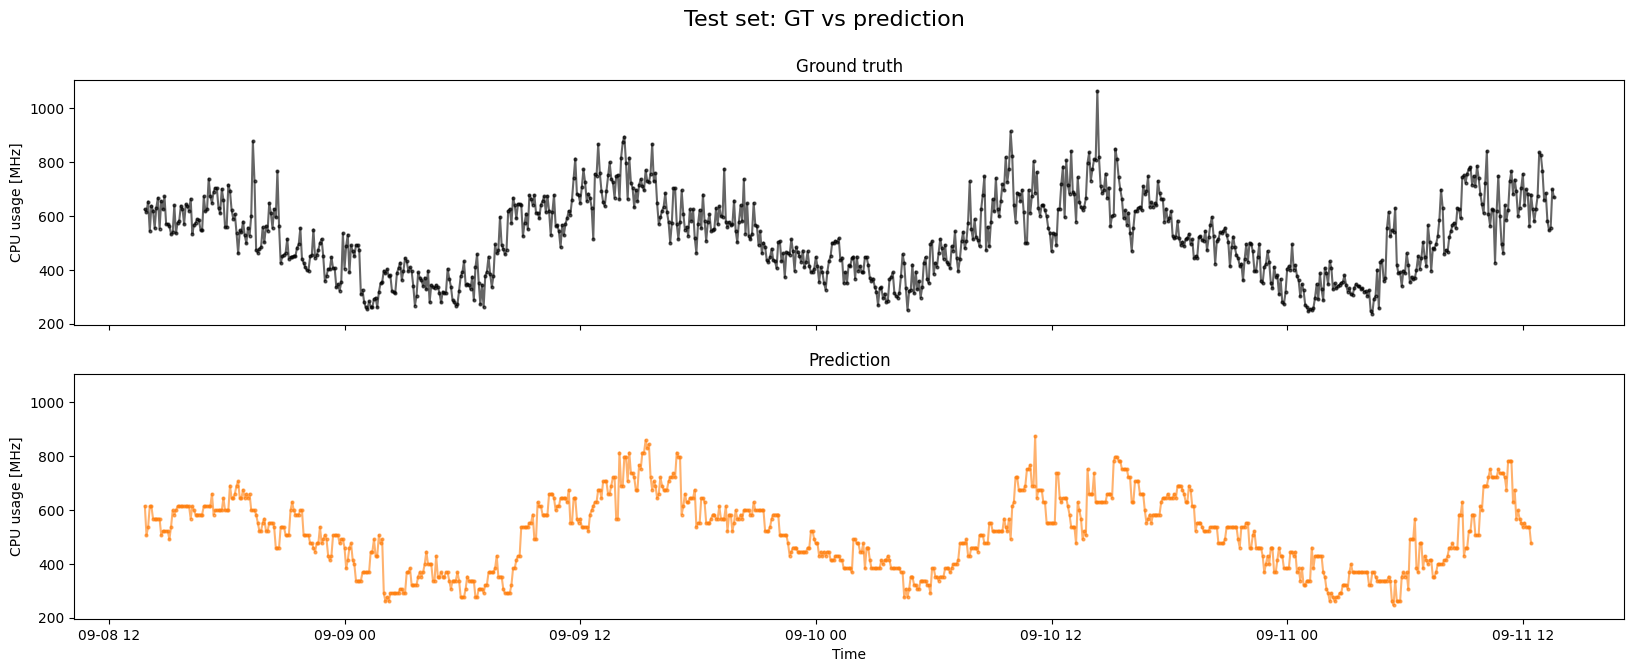 Test set: GT vs prediction
Ground truth
CPU usage [MHz]
1000
800
600
400
200
Prediction
CPU usage [MHz]
1000
800
600
400
200
09-08 12 09-09 00 09-09 12 09-10 00 09-10 12 09-11 00 09-11 12
Time